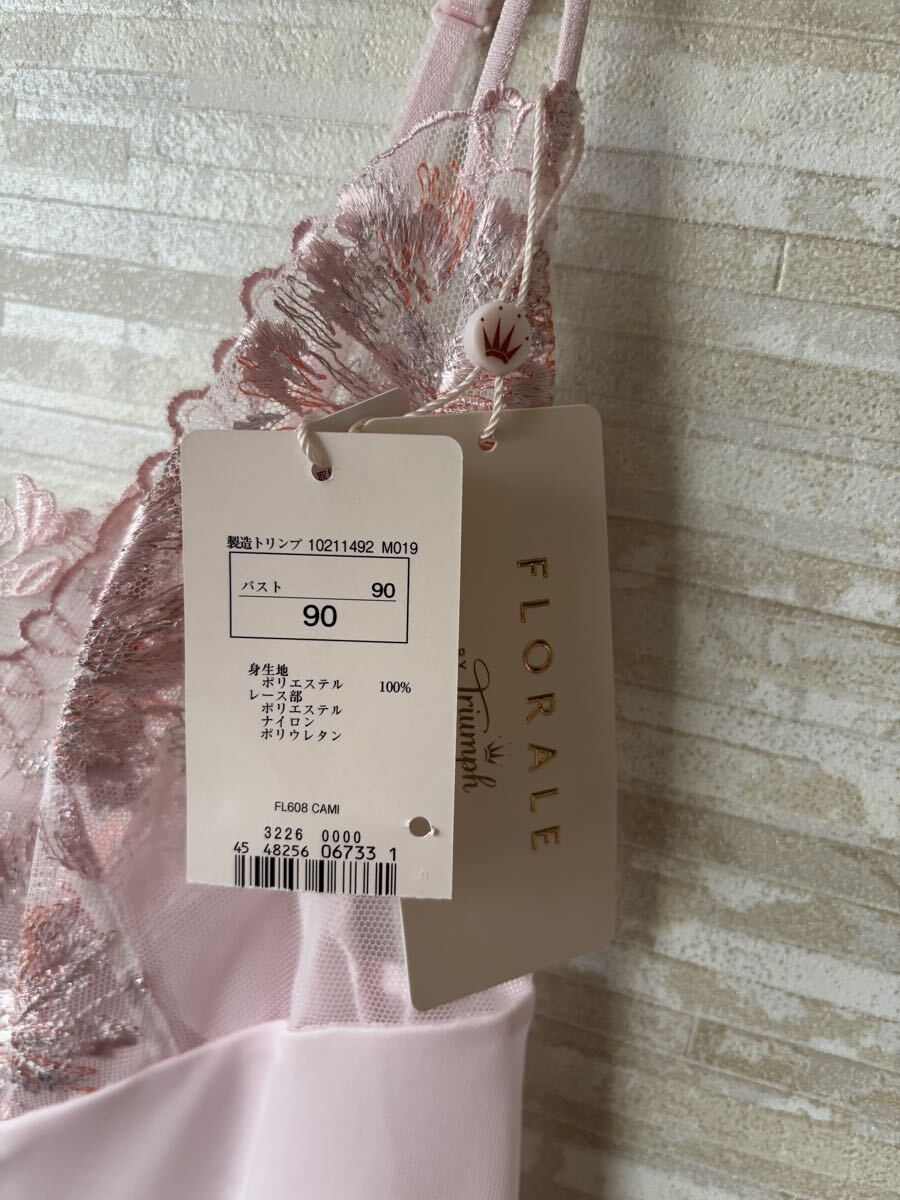 製造トリンプ 10211492 M019
バスト 90
90
身生地
ポリエステル 100%
レース部
ポリエステル
ナイロン
ポリウレタン
FL608 CAMI
3226 0000
45 48256 06733 1
FLORALE
BY Triumph